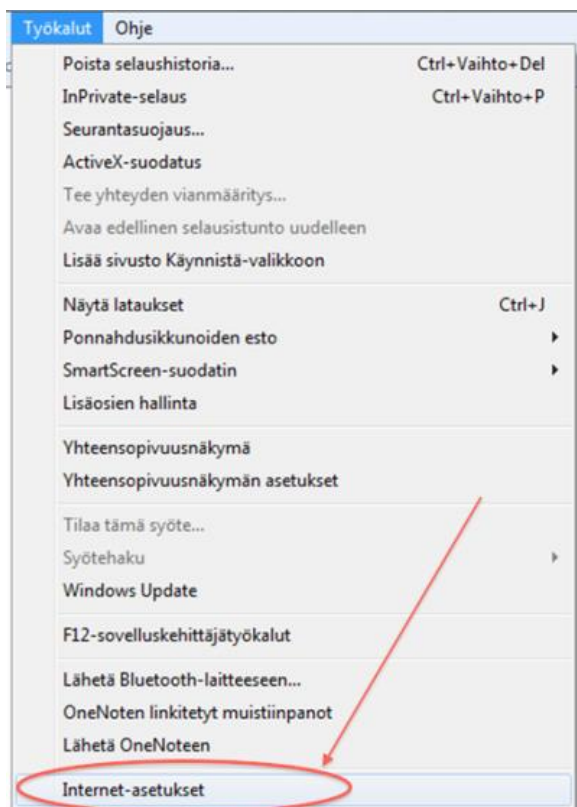 Työkalut Ohje
Poista selaushistoria... Ctrl+Vaihto+Del
InPrivate-selaus Ctrl+Vaihto+P
Seurantasuojaus...
ActiveX-suodatus
Tee yhteyden vianmääritys...
Avaa edellinen selausistunto uudelleen
Lisää sivusto Käynnistä-valikkoon
Näytä lataukset Ctrl+J
Ponnahdusikkunoiden esto
SmartScreen-suodatin
Lisäosien hallinta
Yhteensopivuusnäkymä
Yhteensopivuusnäkymän asetukset
Tilaa tämä syöte...
Syötehaku
Windows Update
F12-sovelluskehittäjätyökalut
Lähetä Bluetooth-laitteeseen...
OneNoten linkitetyt muistiinpanot
Lähetä OneNoteen
Internet-asetukset